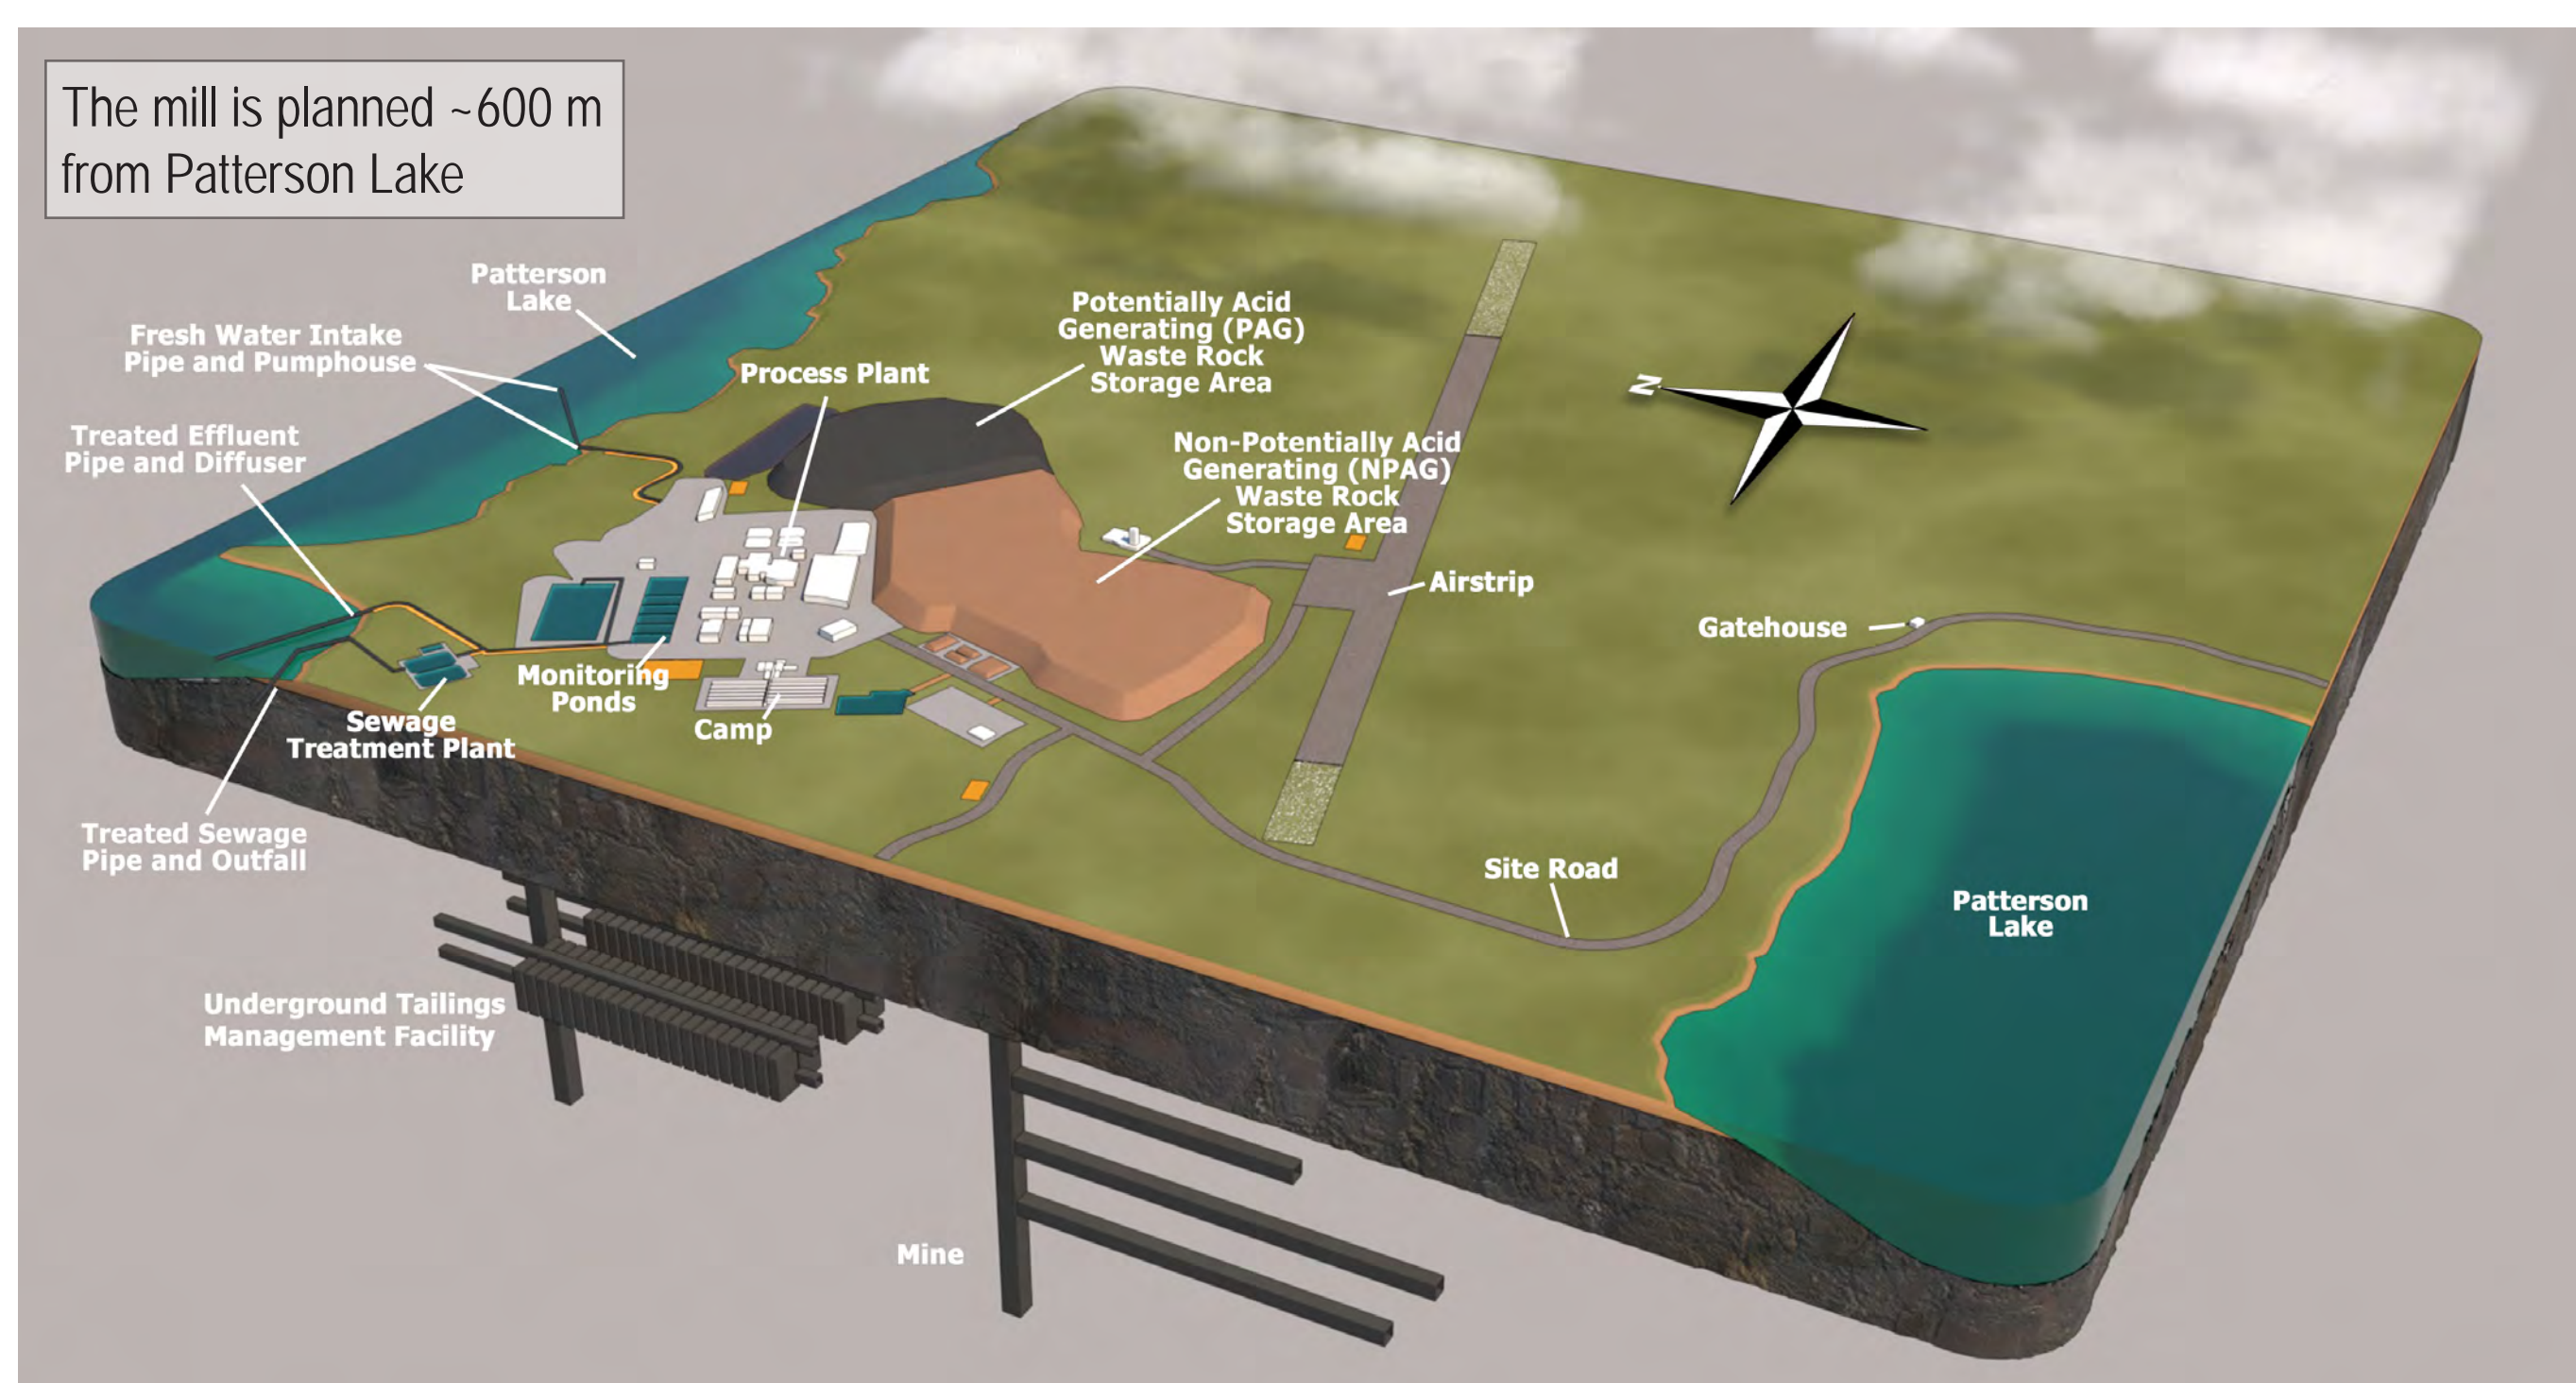 The mill is planned ~600 m
from Patterson Lake
Patterson
Lake
Fresh Water Intake
Pipe and Pumphouse
Treated Effluent
Pipe and Diffuser
Process Plant
Potentially Acid
Generating (PAG)
Waste Rock
Storage Area
Non-Potentially Acid
Generating (NPAG)
Waste Rock
Storage Area
N
Airstrip
Gatehouse
Monitoring
Ponds
Sewage
Treatment Plant
Camp
Treated Sewage
Pipe and Outfall
Site Road
Patterson
Lake
Underground Tailings
Management Facility
Mine